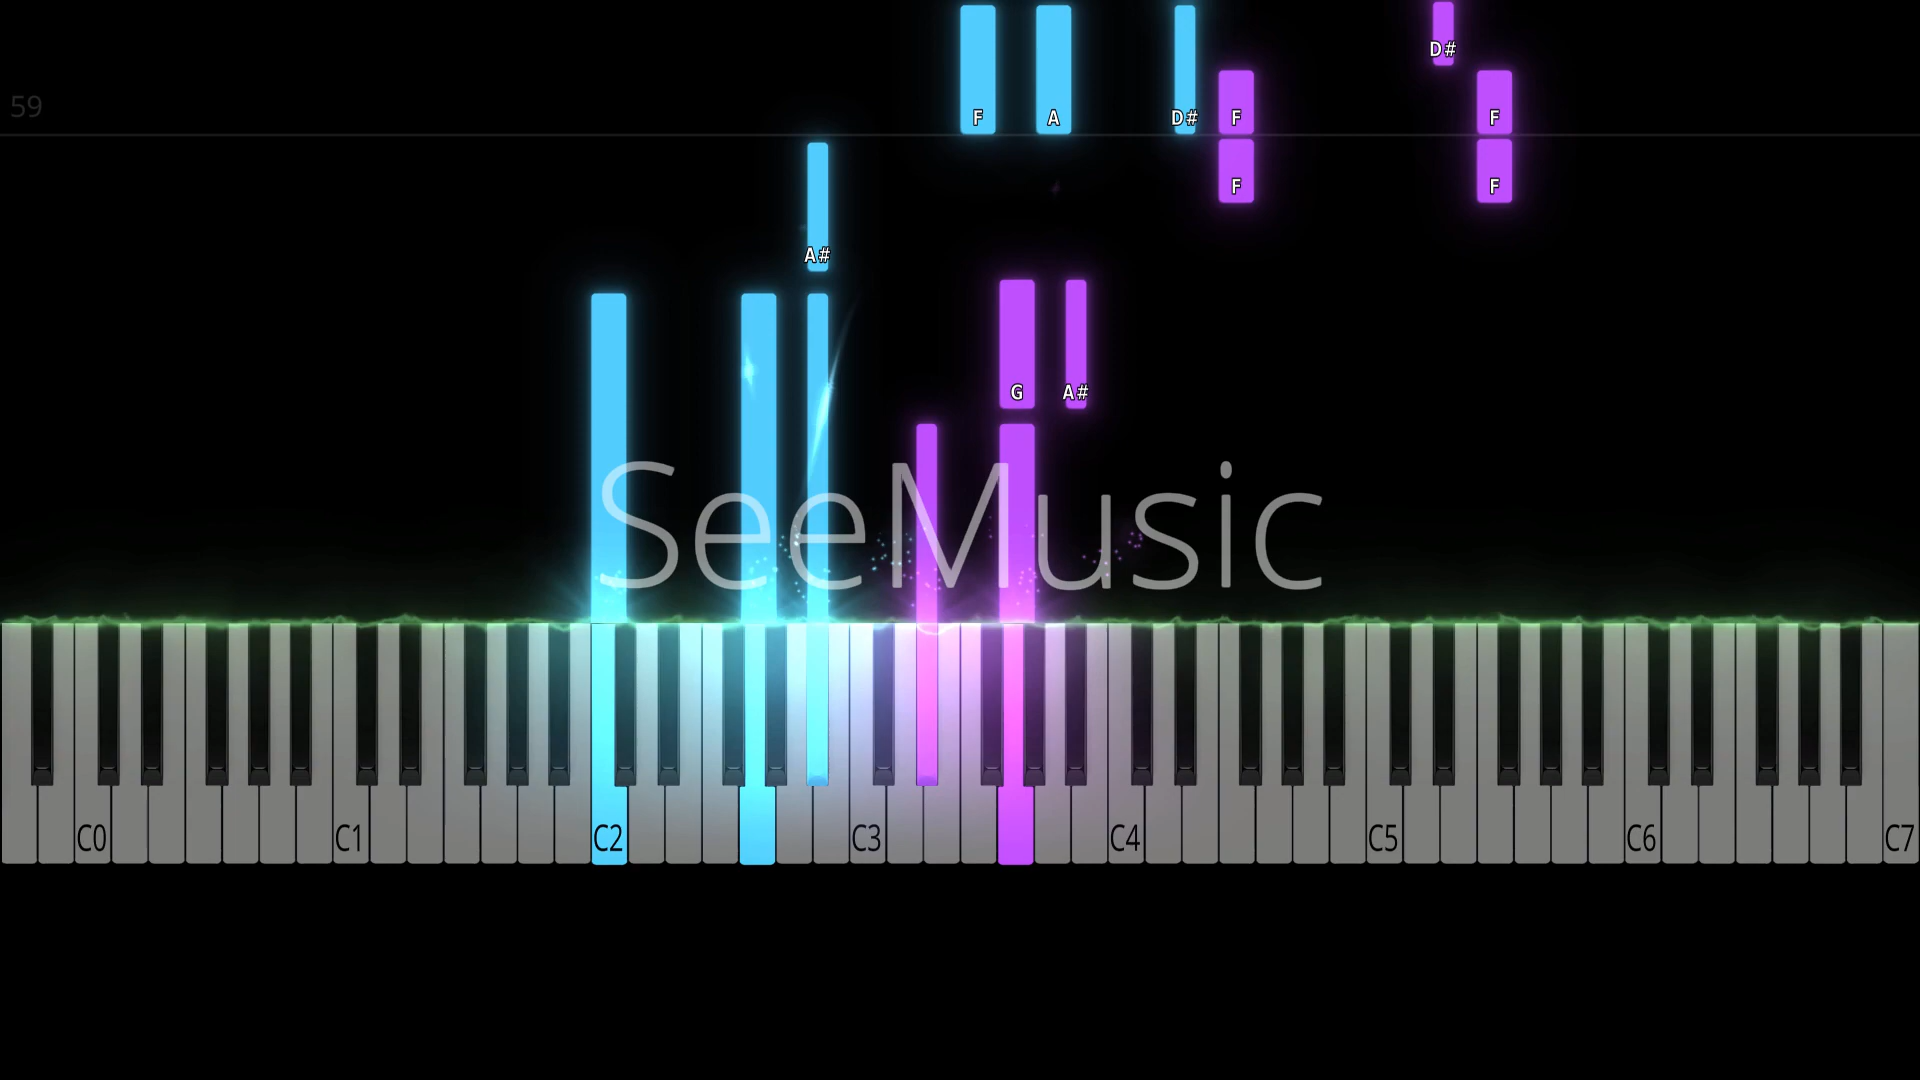 D#
59
F A D# F F
F F
A#
G A#
SeeMusic
C0 C1 C2 C3 C4 C5 C6 C7